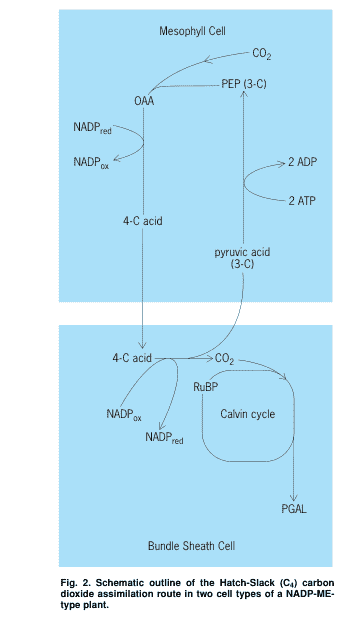 Mesophyll Cell
CO2
PEP (3-C)
OAA
NADPred
NADPox
2 ADP
2 ATP
4-C acid
pyruvic acid
(3-C)
4-C acid
CO2
RuBP
NADPox
Calvin cycle
NADPred
PGAL
Bundle Sheath Cell
Fig. 2. Schematic outline of the Hatch-Slack (C4) carbon
dioxide assimilation route in two cell types of a NADP-ME-
type plant.